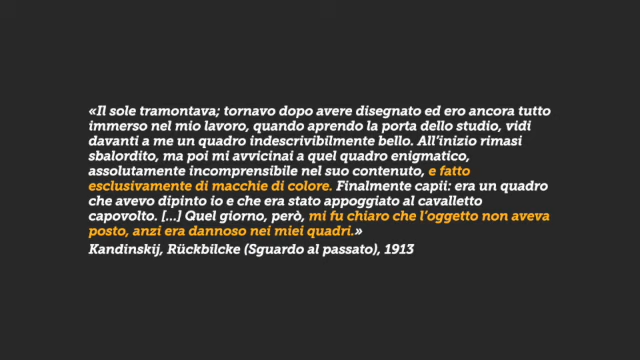 «Il sole tramontava; tornavo dopo avere disegnato ed ero ancora tutto
immerso nel mio lavoro, quando aprendo la porta dello studio, vidi
davanti a me un quadro indescrivibilmente bello. All’inizio rimasi
sbalordito, ma poi mi avvicinai a quel quadro enigmatico,
assolutamente incomprensibile nel suo contenuto, e fatto
esclusivamente di macchie di colore. Finalmente capii: era un quadro
che avevo dipinto io e che era stato appoggiato al cavalletto
capovolto. [...] Quel giorno, però, mi fu chiaro che l’oggetto non aveva
posto, anzi era dannoso nei miei quadri.»
Kandinskij, Rückbilcke (Sguardo al passato), 1913